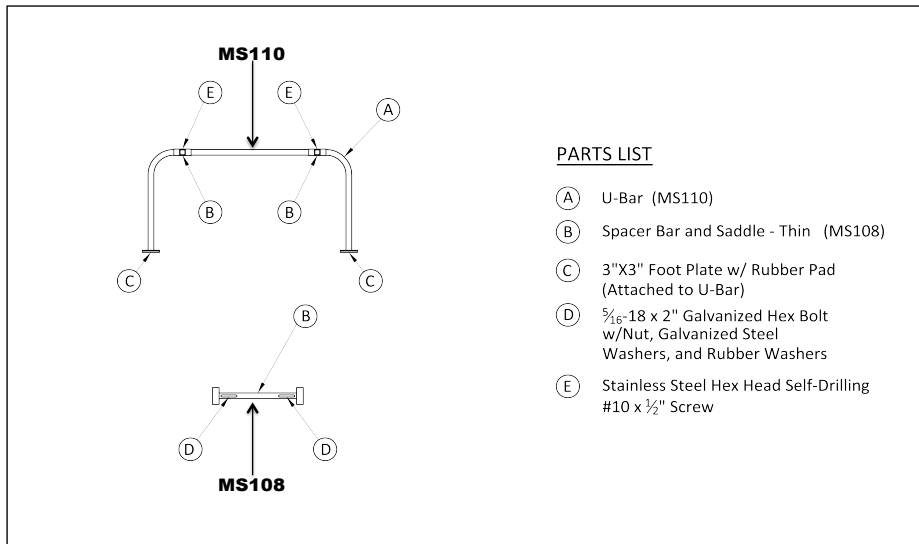 MS110
E
E
A
B
B
C
C
B
D
D
MS108
PARTS LIST
A U-Bar (MS110)
B Spacer Bar and Saddle - Thin (MS108)
C 3"X3" Foot Plate w/ Rubber Pad
(Attached to U-Bar)
D 5⁄16-18 x 2" Galvanized Hex Bolt
w/Nut, Galvanized Steel
Washers, and Rubber Washers
E Stainless Steel Hex Head Self-Drilling
#10 x 1⁄2" Screw